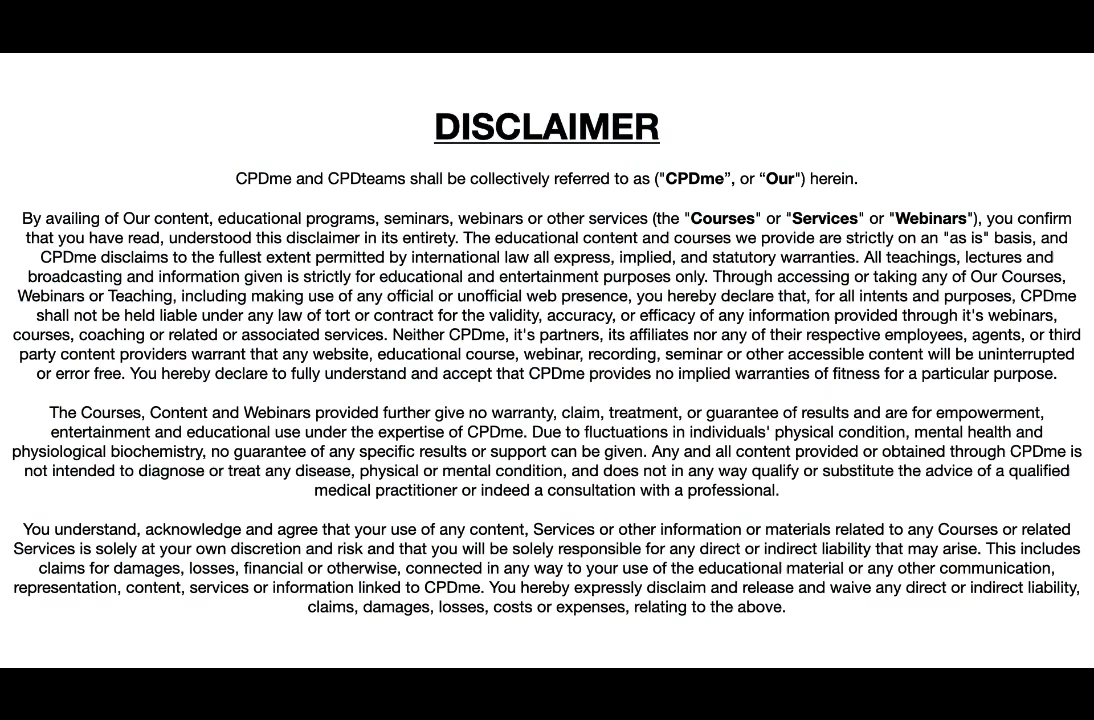 DISCLAIMER
CPDme and CPDteams shall be collectively referred to as ("CPDme”, or “Our") herein.
By availing of Our content, educational programs, seminars, webinars or other services (the "Courses" or "Services" or "Webinars"), you confirm
that you have read, understood this disclaimer in its entirety. The educational content and courses we provide are strictly on an "as is" basis, and
CPDme disclaims to the fullest extent permitted by international law all express, implied, and statutory warranties. All teachings, lectures and
broadcasting and information given is strictly for educational and entertainment purposes only. Through accessing or taking any of Our Courses,
Webinars or Teaching, including making use of any official or unofficial web presence, you hereby declare that, for all intents and purposes, CPDme
shall not be held liable under any law of tort or contract for the validity, accuracy, or efficacy of any information provided through it's webinars,
courses, coaching or related or associated services. Neither CPDme, it's partners, its affiliates nor any of their respective employees, agents, or third
party content providers warrant that any website, educational course, webinar, recording, seminar or other accessible content will be uninterrupted
or error free. You hereby declare to fully understand and accept that CPDme provides no implied warranties of fitness for a particular purpose.
The Courses, Content and Webinars provided further give no warranty, claim, treatment, or guarantee of results and are for empowerment,
entertainment and educational use under the expertise of CPDme. Due to fluctuations in individuals' physical condition, mental health and
physiological biochemistry, no guarantee of any specific results or support can be given. Any and all content provided or obtained through CPDme is
not intended to diagnose or treat any disease, physical or mental condition, and does not in any way qualify or substitute the advice of a qualified
medical practitioner or indeed a consultation with a professional.
You understand, acknowledge and agree that your use of any content, Services or other information or materials related to any Courses or related
Services is solely at your own discretion and risk and that you will be solely responsible for any direct or indirect liability that may arise. This includes
claims for damages, losses, financial or otherwise, connected in any way to your use of the educational material or any other communication,
representation, content, services or information linked to CPDme. You hereby expressly disclaim and release and waive any direct or indirect liability,
claims, damages, losses, costs or expenses, relating to the above.